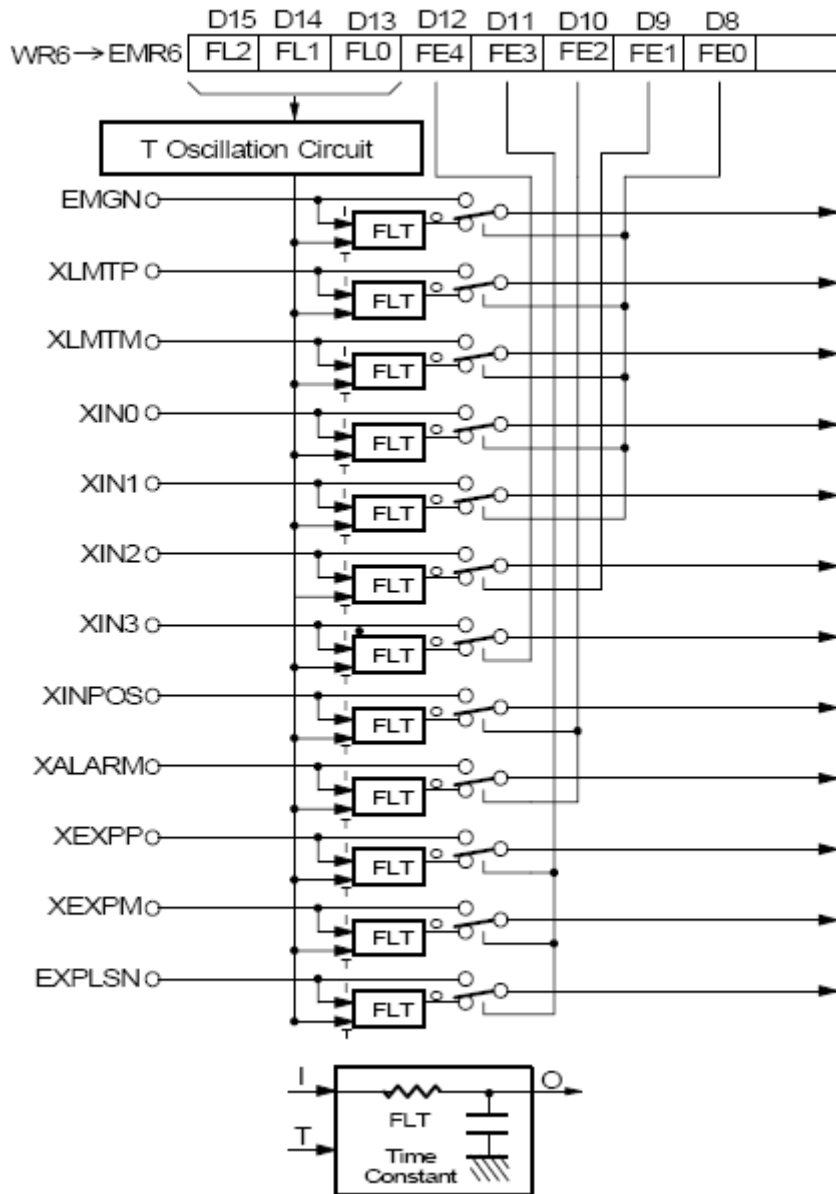 D15 D14 D13 D12 D11 D10 D9 D8
WR6→EMR6 FL2 FL1 FL0 FE4 FE3 FE2 FE1 FE0
T Oscillation Circuit
EMGN
I FLT O
T
XLMTP
I FLT O
T
XLMTM
I FLT O
T
XIN0
I FLT O
T
XIN1
I FLT O
T
XIN2
I FLT O
T
XIN3
I FLT O
T
XINPOS
I FLT O
T
XALARM
I FLT O
T
XEXPP
I FLT O
T
XEXPM
I FLT O
T
EXPLSN
I FLT O
T
I O
FLT
T Time
Constant